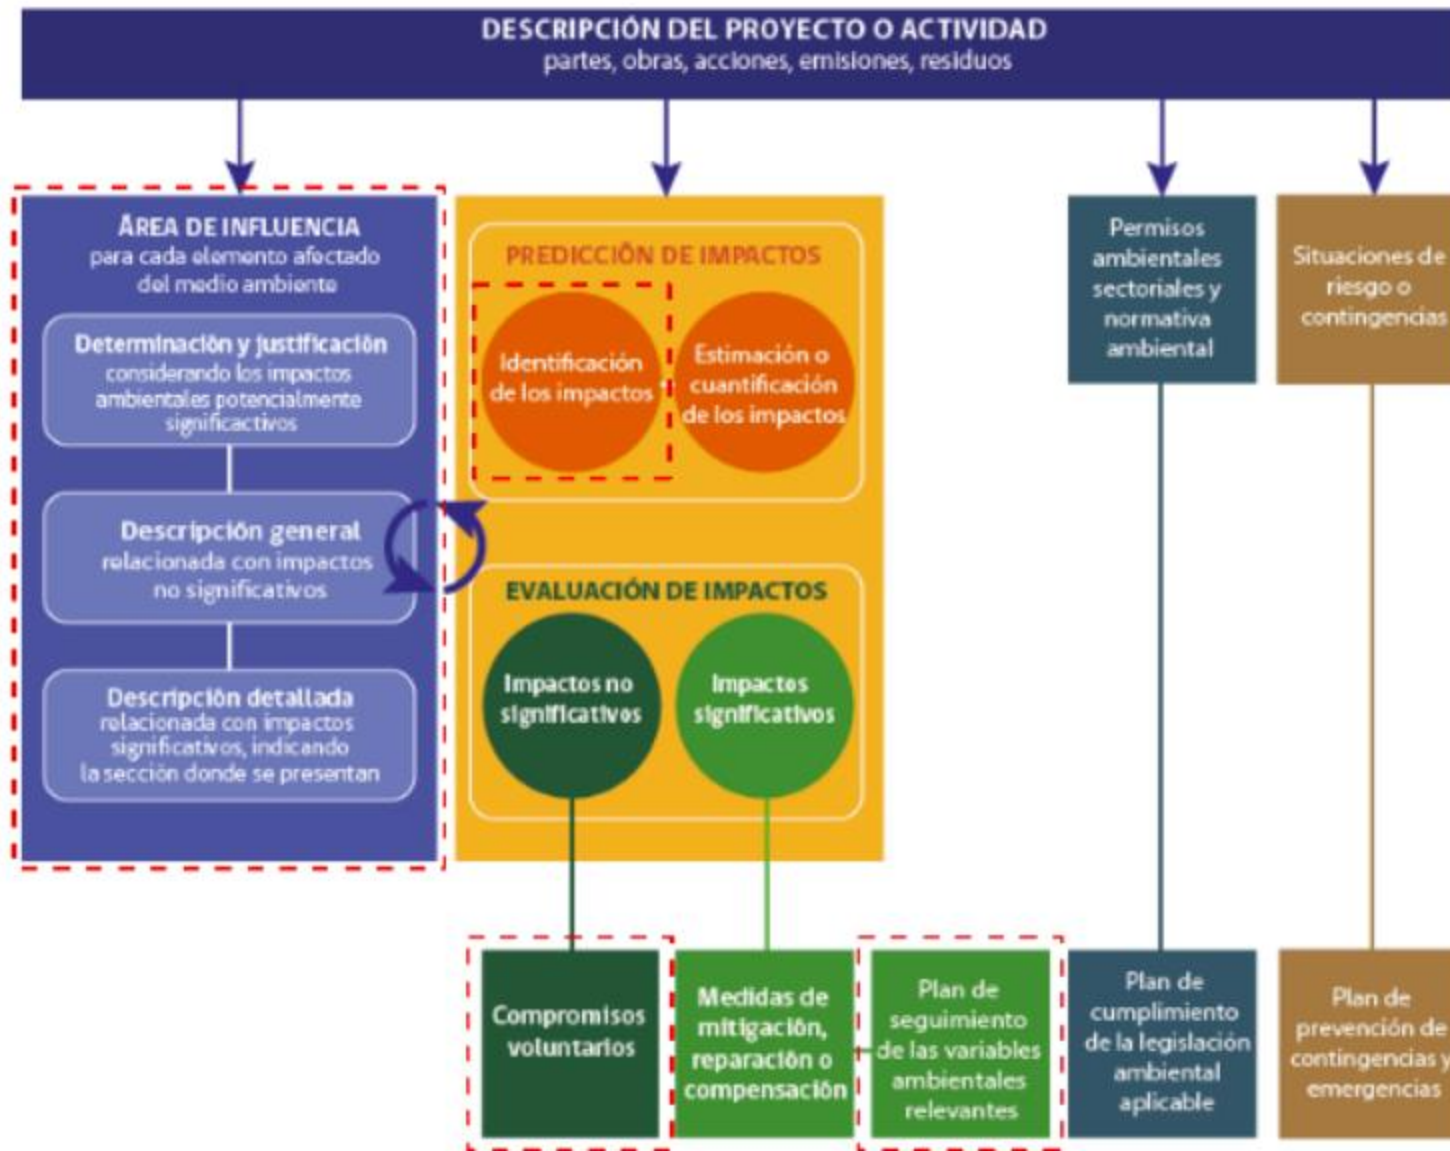 DESCRIPCIÓN DEL PROYECTO O ACTIVIDAD
partes, obras, acciones, emisiones, residuos
ÁREA DE INFLUENCIA
para cada elemento afectado
del medio ambiente
Determinación y justificación
considerando los impactos
ambientales potencialmente
significactivos
Descripción general
relacionada con impactos
no significativos
Descripción detallada
relacionada con impactos
significativos, indicando
la sección donde se presentan
PREDICCIÓN DE IMPACTOS
Identificación
de los impactos
Estimación o
cuantificación
de los impactos
EVALUACIÓN DE IMPACTOS
Impactos no
significativos
Impactos
significativos
Permisos
ambientales
sectoriales y
normativa
ambiental
Situaciones de
riesgo o
contingencias
Compromisos
voluntarios
Medidas de
mitigación,
reparación o
compensación
Plan de
seguimiento
de las variables
ambientales
relevantes
Plan de
cumplimiento
de la legislación
ambiental
aplicable
Plan de
prevención de
contingencias y
emergencias